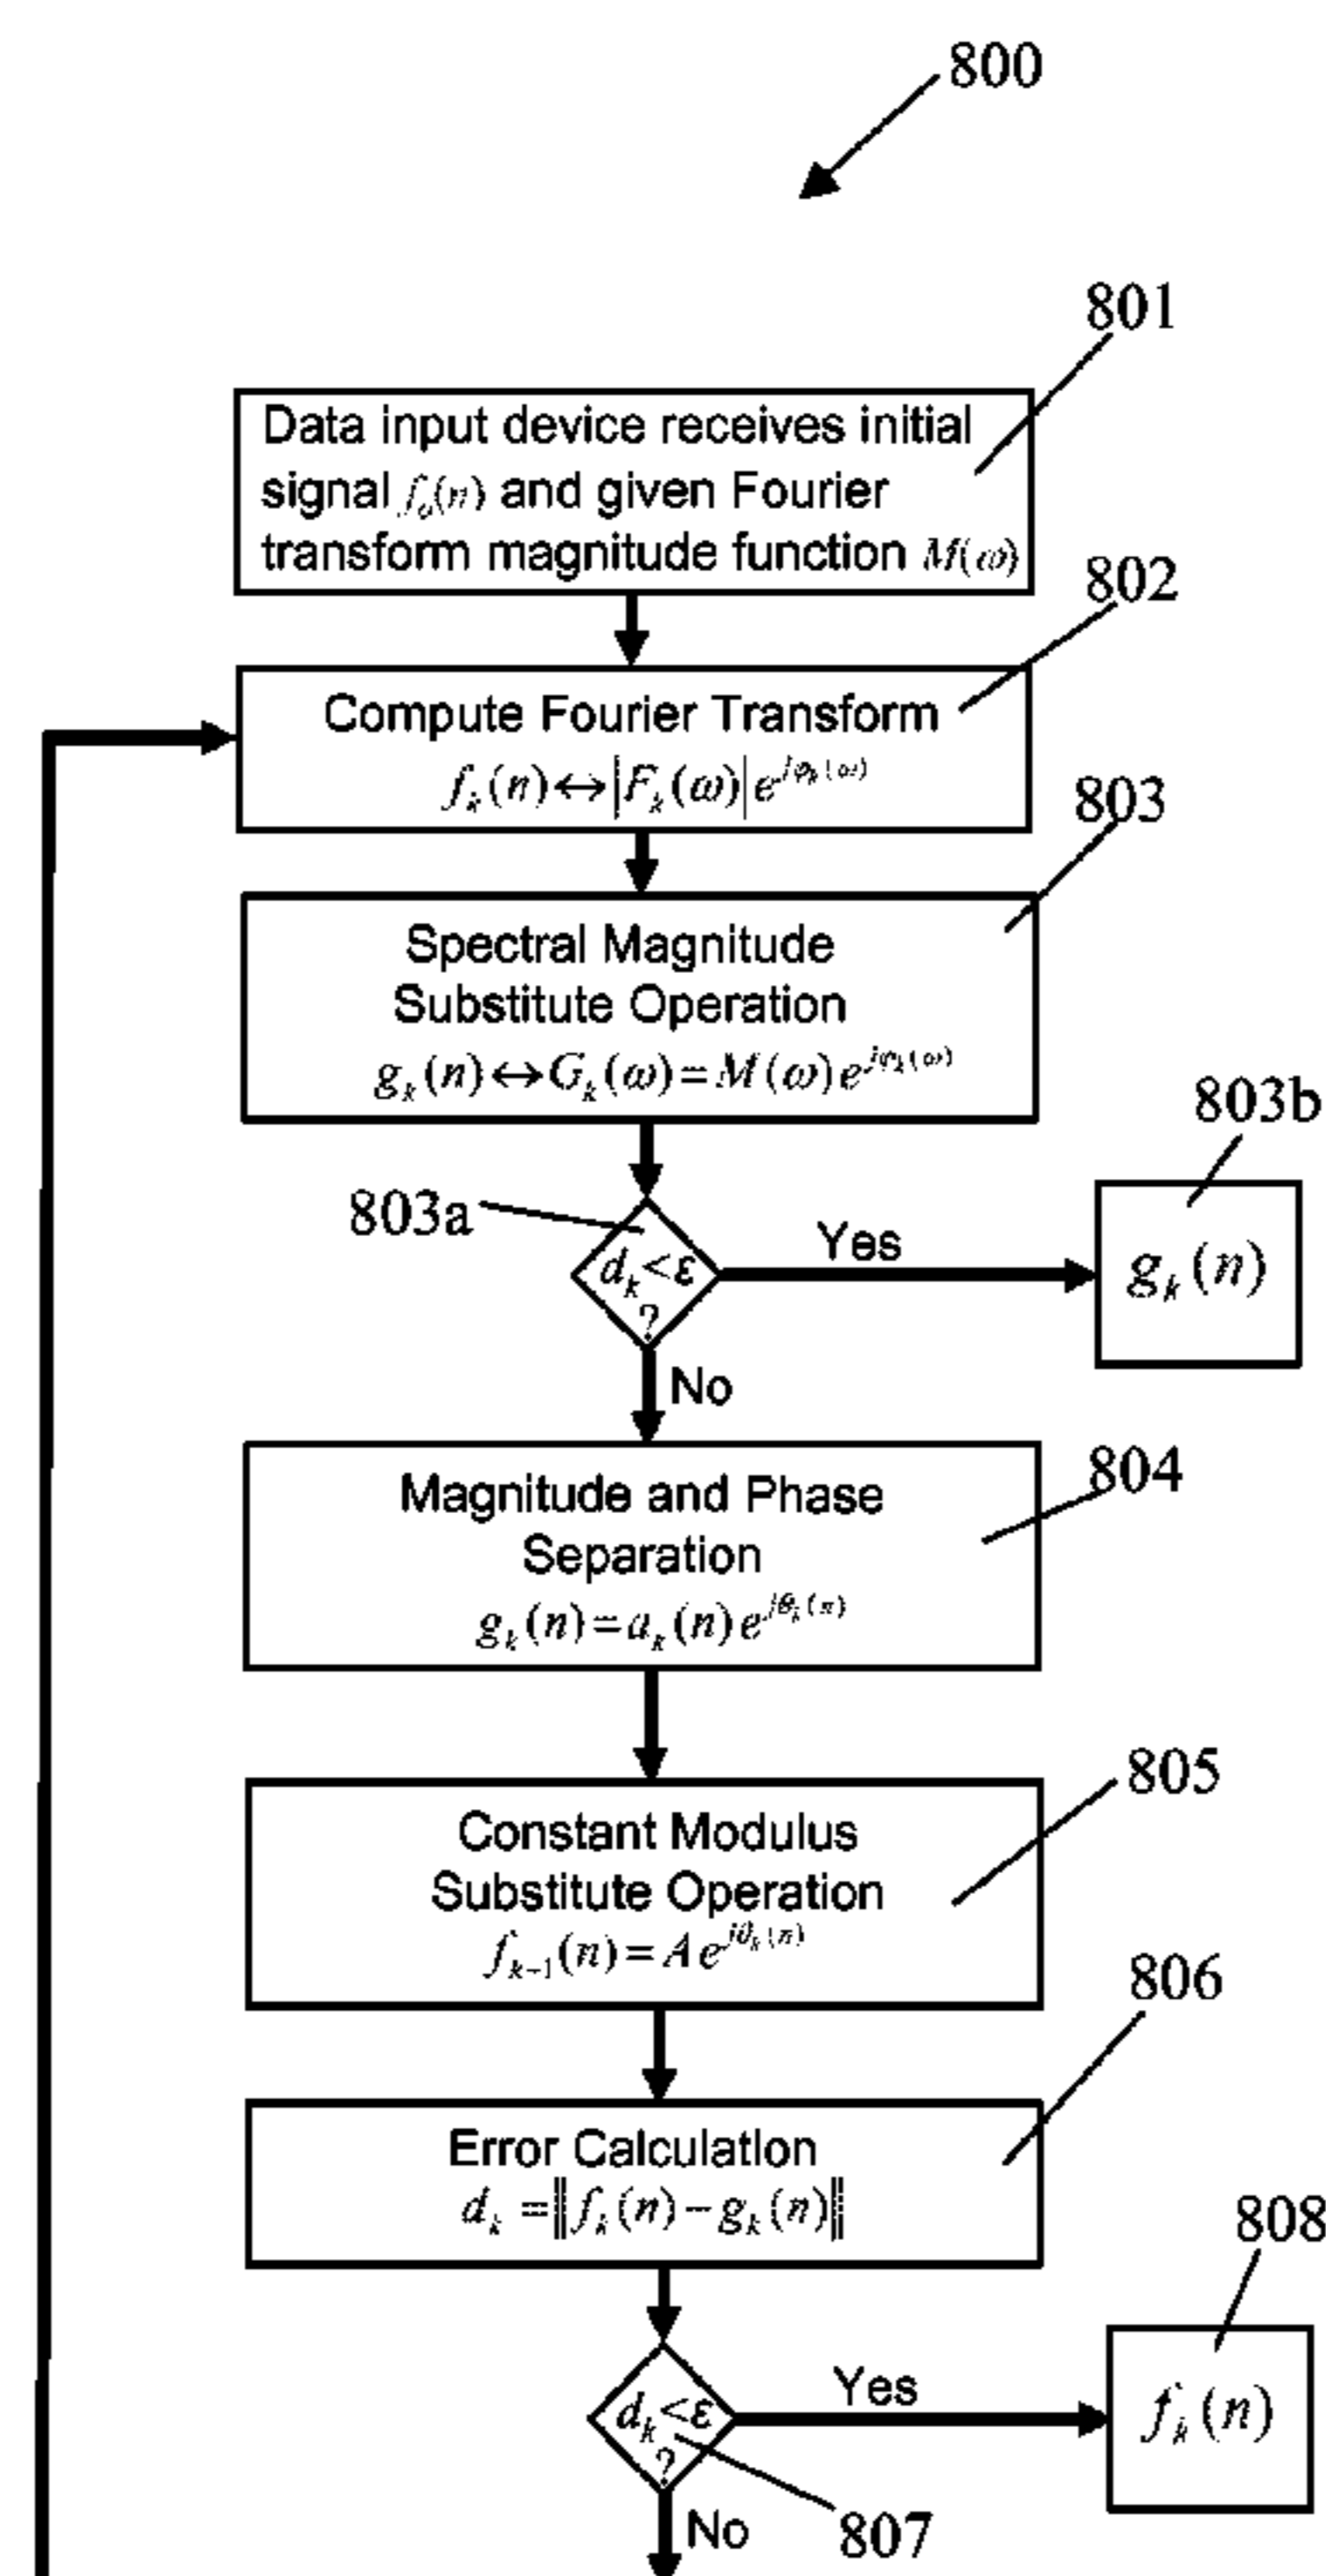 800
801
Data input device receives initial
signal f₀(n) and given Fourier
transform magnitude function M(ω)
802
Compute Fourier Transform
fₖ(n)↔|Fₖ(ω)|e^{jφₖ(ω)}
803
Spectral Magnitude
Substitute Operation
gₖ(n)↔Gₖ(ω)=M(ω)e^{jφₖ(ω)}
803b
803a
dₖ<ε
?
Yes
gₖ(n)
No
804
Magnitude and Phase
Separation
gₖ(n)=aₖ(n)e^{jθₖ(n)}
805
Constant Modulus
Substitute Operation
fₖ₋₁(n)=Ae^{jθₖ(n)}
806
Error Calculation
dₖ=‖fₖ(n)−gₖ(n)‖
808
dₖ<ε
?
Yes
fₖ(n)
807
No